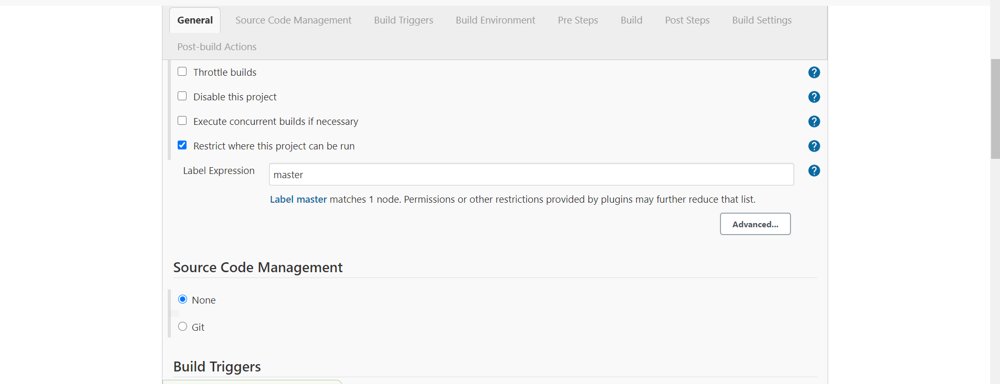 General Source Code Management Build Triggers Build Environment Pre Steps Build Post Steps Build Settings
Post-build Actions
Throttle builds ?
Disable this project ?
Execute concurrent builds if necessary ?
Restrict where this project can be run ?
Label Expression master ?
Label master matches 1 node. Permissions or other restrictions provided by plugins may further reduce that list.
Advanced...
Source Code Management
None
Git
Build Triggers